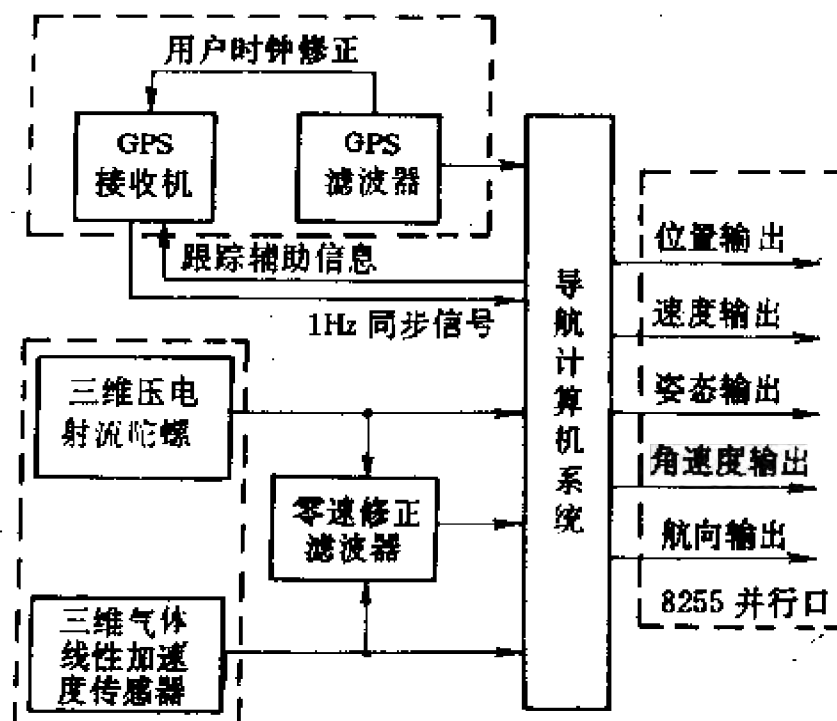 用户时钟修正
GPS
接收机
GPS
滤波器
跟踪辅助信息
1Hz 同步信号
三维压电
射流陀螺
零速修正
滤波器
三维气体
线性加速
度传感器
导航计算机系统
位置输出
速度输出
姿态输出
角速度输出
航向输出
8255 并行口